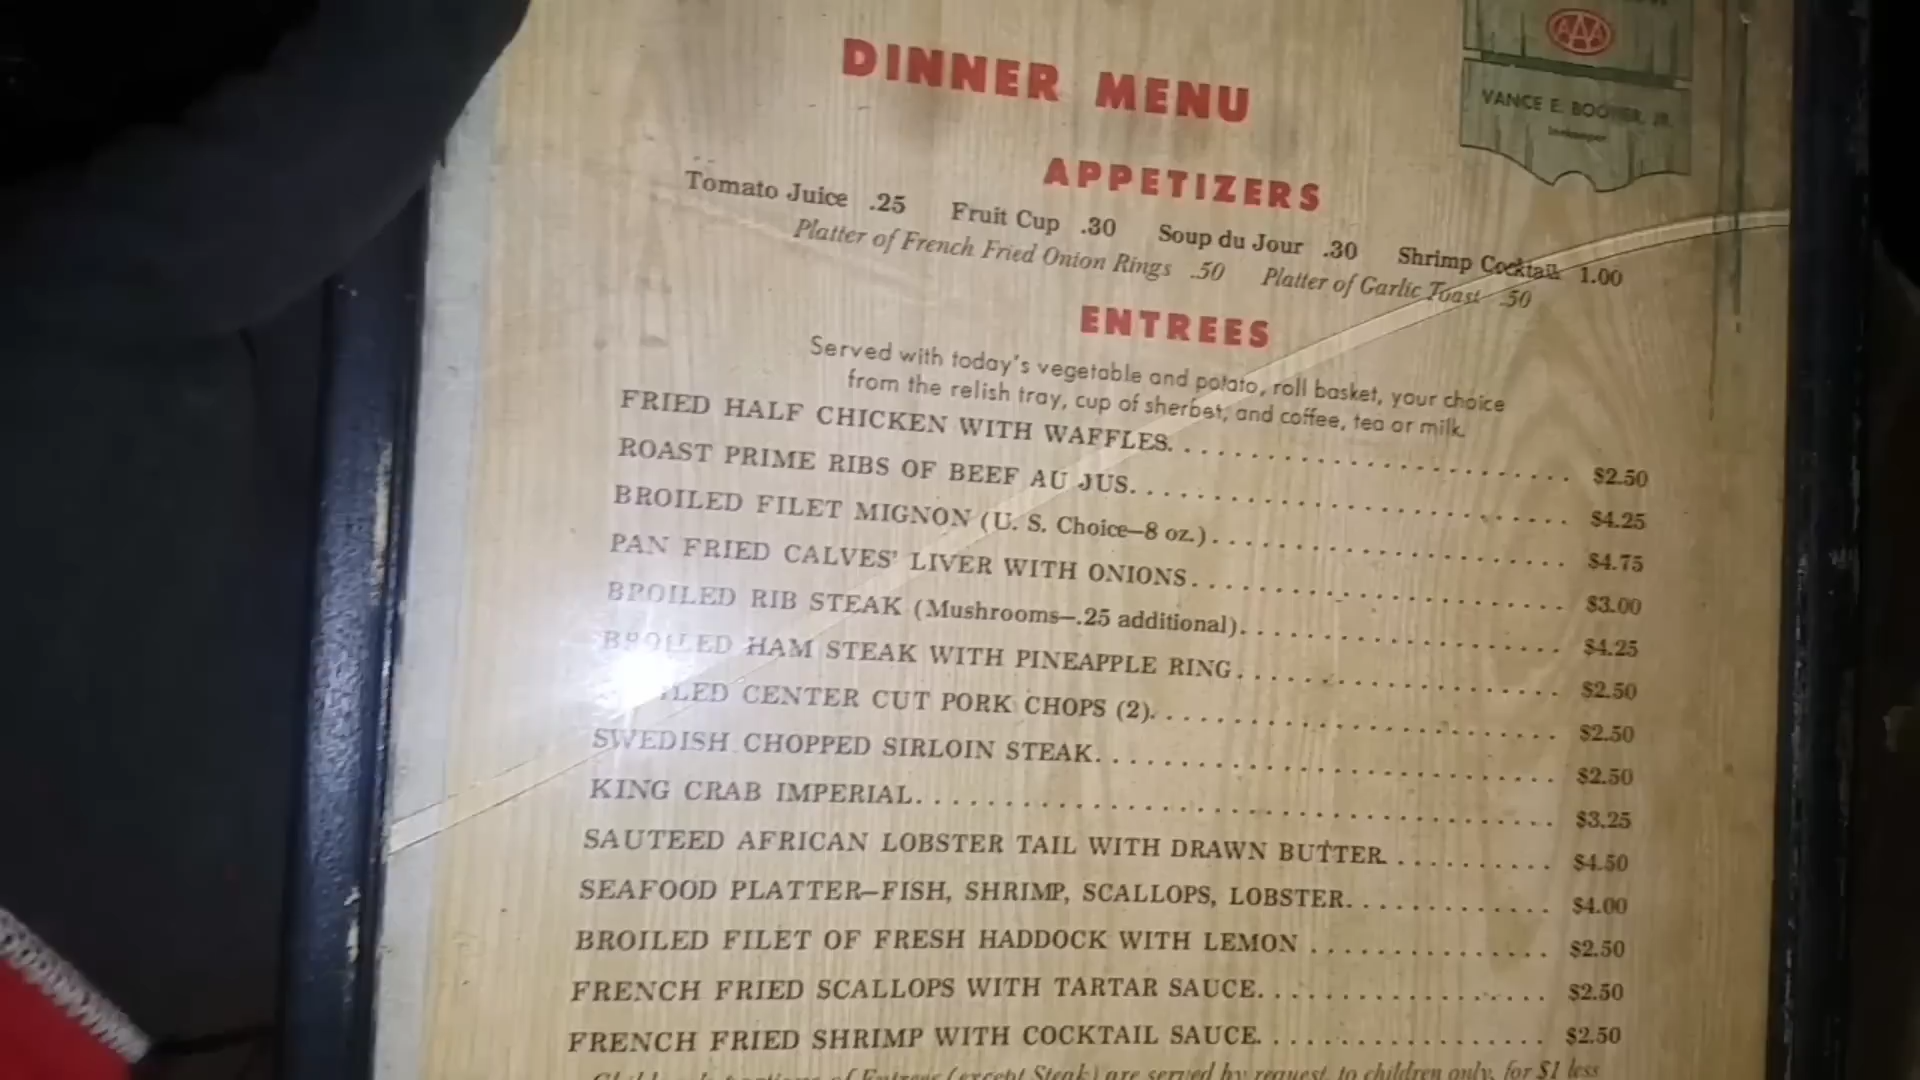 AAA
VANCE E. BOOHER, JR.
Innkeeper
DINNER MENU
APPETIZERS
Tomato Juice .25 Fruit Cup .30 Soup du Jour .30 Shrimp Cocktail 1.00
Platter of French Fried Onion Rings .50 Platter of Garlic Toast .50
ENTREES
Served with today's vegetable and potato, roll basket, your choice
from the relish tray, cup of sherbet, and coffee, tea or milk.
FRIED HALF CHICKEN WITH WAFFLES. . . . . . . . . . . . . . . . . . . . $2.50
ROAST PRIME RIBS OF BEEF AU JUS. . . . . . . . . . . . . . . . . . . . $4.25
BROILED FILET MIGNON (U. S. Choice—8 oz.) . . . . . . . . . . . . . . . . $4.75
PAN FRIED CALVES' LIVER WITH ONIONS. . . . . . . . . . . . . . . . . . . $3.00
BROILED RIB STEAK (Mushrooms—.25 additional). . . . . . . . . . . . . . . $4.25
BROILED HAM STEAK WITH PINEAPPLE RING. . . . . . . . . . . . . . . . . . $2.50
CENTER CUT PORK CHOPS (2). . . . . . . . . . . . . . . . . . . . $2.50
SWEDISH CHOPPED SIRLOIN STEAK. . . . . . . . . . . . . . . . . . . . . $2.50
KING CRAB IMPERIAL. . . . . . . . . . . . . . . . . . . . . . . . . . $3.25
SAUTEED AFRICAN LOBSTER TAIL WITH DRAWN BUTTER. . . . . . . . . . $4.50
SEAFOOD PLATTER—FISH, SHRIMP, SCALLOPS, LOBSTER. . . . . . . . . . . $4.00
BROILED FILET OF FRESH HADDOCK WITH LEMON . . . . . . . . . . . . . $2.50
FRENCH FRIED SCALLOPS WITH TARTAR SAUCE. . . . . . . . . . . . . . . $2.50
FRENCH FRIED SHRIMP WITH COCKTAIL SAUCE. . . . . . . . . . . . . . . $2.50
of Entrees (except Steak) are served by request, to children only, for $1 less